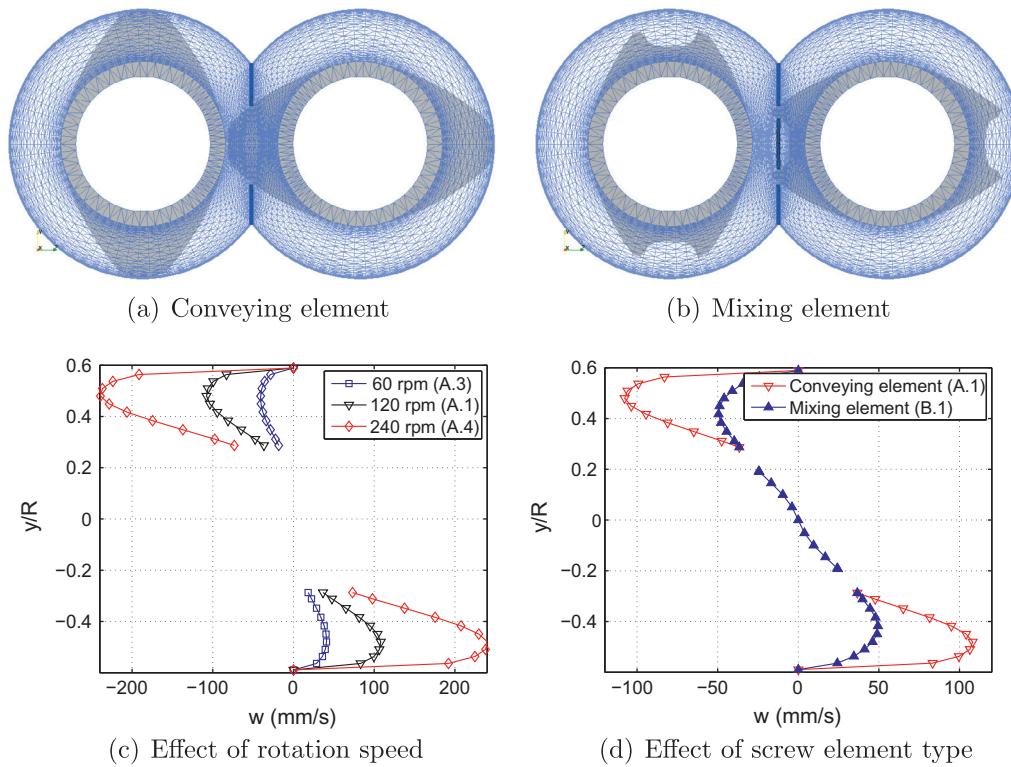 (a) Conveying element
(b) Mixing element
0.6
0.4
0.2
0
−0.2
−0.4
y/R
60 rpm (A.3)
120 rpm (A.1)
240 rpm (A.4)
−200
−100
0
100
200
w (mm/s)
(c) Effect of rotation speed
0.6
0.4
0.2
0
−0.2
−0.4
y/R
Conveying element (A.1)
Mixing element (B.1)
−100
−50
0
50
100
w (mm/s)
(d) Effect of screw element type